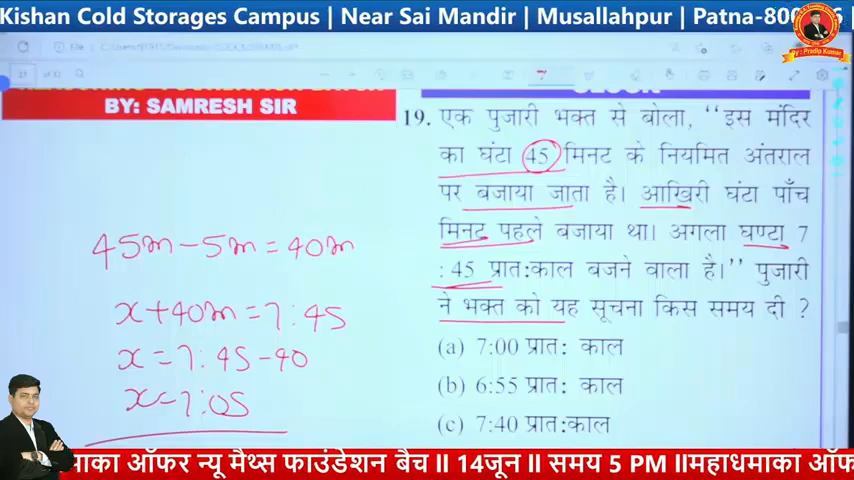 Kishan Cold Storages Campus | Near Sai Mandir | Musallahpur | Patna-800
BY: SAMRESH SIR
19. एक पुजारी भक्त से बोला, ‘‘इस मंदिर
का घंटा 45 मिनट के नियमित अंतराल
पर बजाया जाता है। आखिरी घंटा पाँच
मिनट पहले बजाया था। अगला घण्टा 7
: 45 प्रात:काल बजने वाला है।’’ पुजारी
ने भक्त को यह सूचना किस समय दी ?
(a) 7:00 प्रात: काल
(b) 6:55 प्रात: काल
(c) 7:40 प्रात:काल
45m - 5m = 40m
x + 40m = 7:45
x = 7:45 - 40
x = 7:05
माका ऑफर न्यू मैथ्स फाउंडेशन बैच II 14जून II समय 5 PM IIमहाधमाका ऑफ